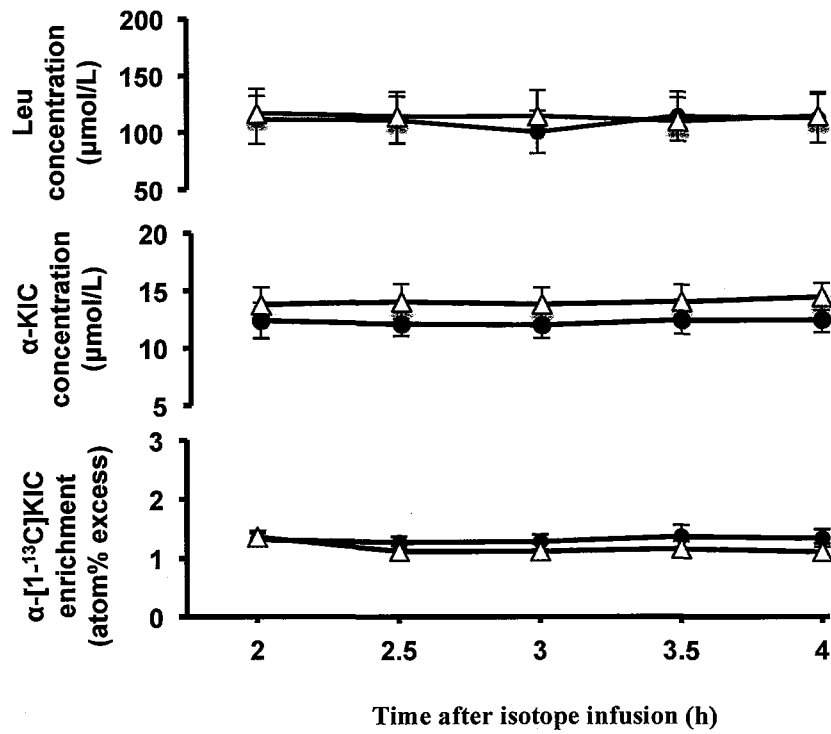 Leu
concentration
(µmol/L)
200
150
100
50
α-KIC
concentration
(µmol/L)
20
15
10
5
α-[1-¹³C]KIC
enrichment
(atom% excess)
3
2
1
0
2 2.5 3 3.5 4
Time after isotope infusion (h)